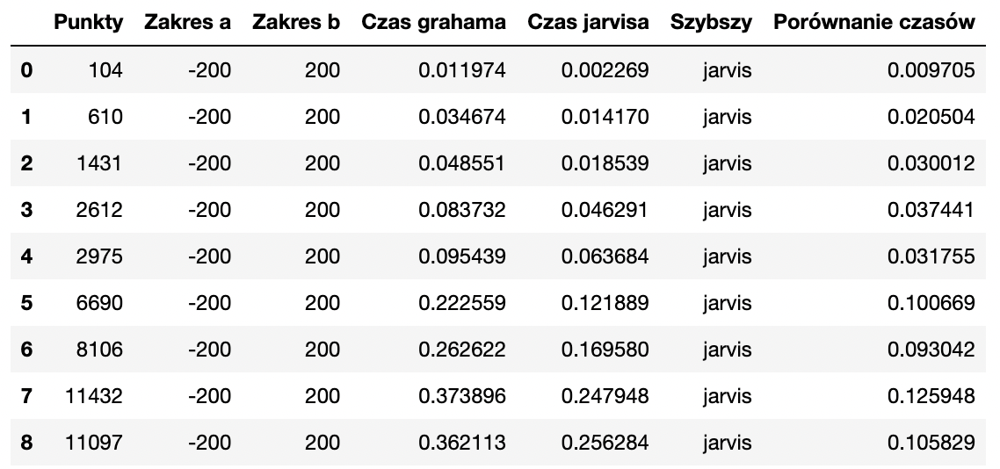 Punkty Zakres a Zakres b Czas grahama Czas jarvisa Szybszy Porównanie czasów
0 104 -200 200 0.011974 0.002269 jarvis 0.009705
1 610 -200 200 0.034674 0.014170 jarvis 0.020504
2 1431 -200 200 0.048551 0.018539 jarvis 0.030012
3 2612 -200 200 0.083732 0.046291 jarvis 0.037441
4 2975 -200 200 0.095439 0.063684 jarvis 0.031755
5 6690 -200 200 0.222559 0.121889 jarvis 0.100669
6 8106 -200 200 0.262622 0.169580 jarvis 0.093042
7 11432 -200 200 0.373896 0.247948 jarvis 0.125948
8 11097 -200 200 0.362113 0.256284 jarvis 0.105829